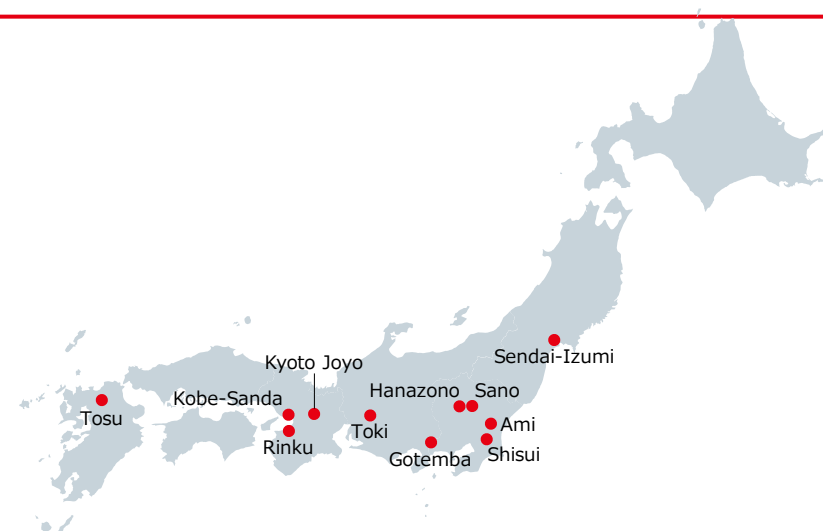 Sendai-Izumi
Kyoto Joyo
Hanazono
Sano
Kobe-Sanda
Tosu
Toki
Ami
Rinku
Gotemba
Shisui